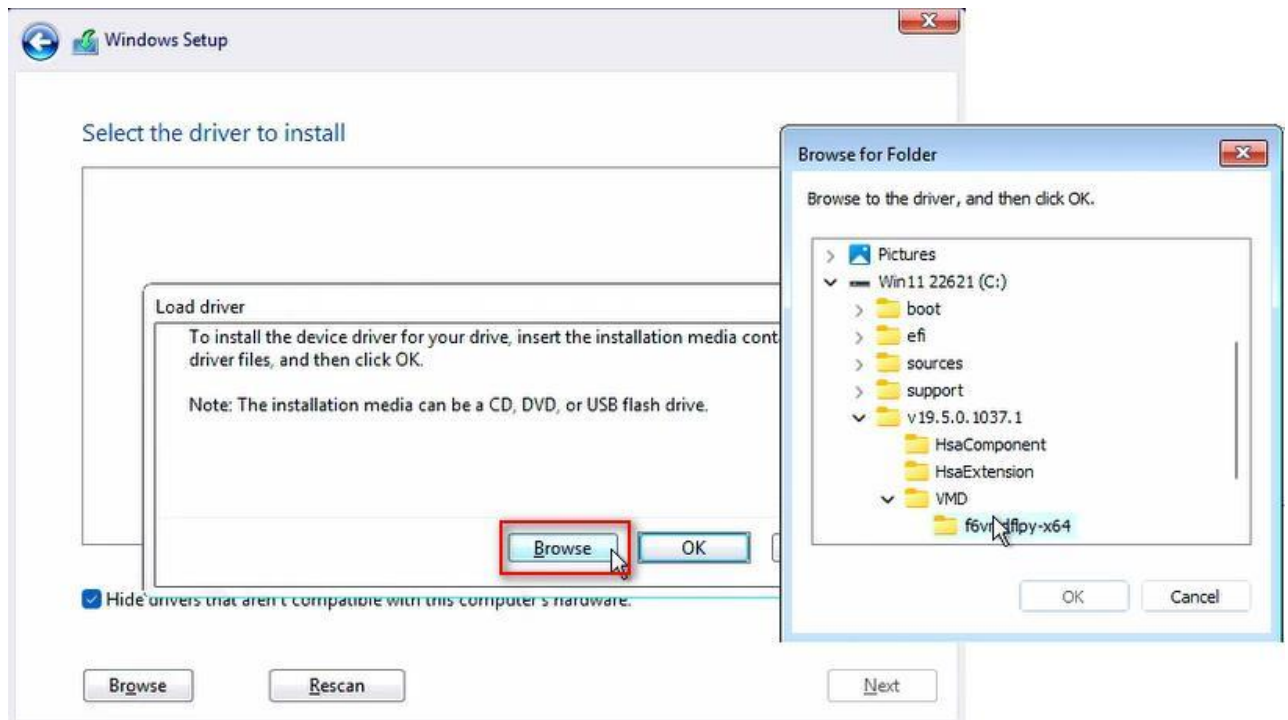 Windows Setup
Select the driver to install
Load driver
To install the device driver for your drive, insert the installation media
driver files, and then click OK.
Note: The installation media can be a CD, DVD, or USB flash drive.
Browse
OK
Hide drivers that aren't compatible with this computer's hardware.
Browse
Rescan
Next
Browse for Folder
Browse to the driver, and then click OK.
Pictures
Win11 22621 (C:)
boot
efi
sources
support
v19.5.0.1037.1
HsaComponent
HsaExtension
VMD
f6vmdflpy-x64
OK
Cancel